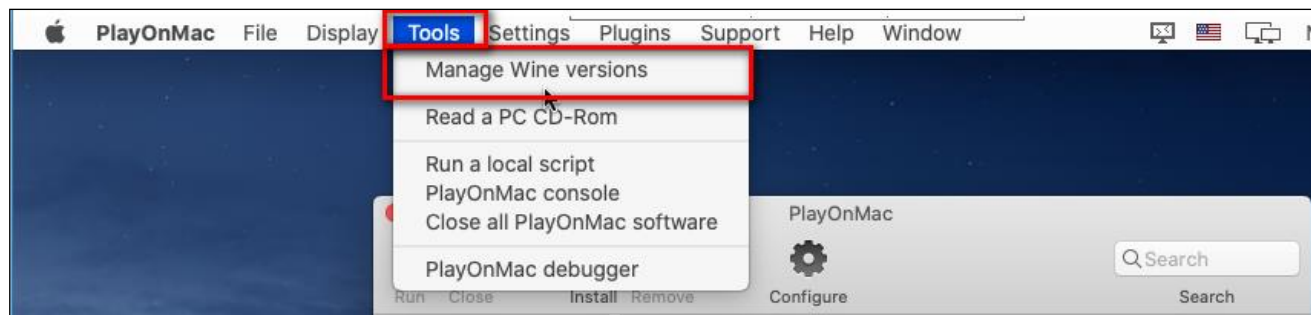 PlayOnMac File Display Tools Settings Plugins Support Help Window
Manage Wine versions
Read a PC CD-Rom
Run a local script
PlayOnMac console
Close all PlayOnMac software
PlayOnMac debugger
PlayOnMac
Search
Run Close Install Remove Configure Search